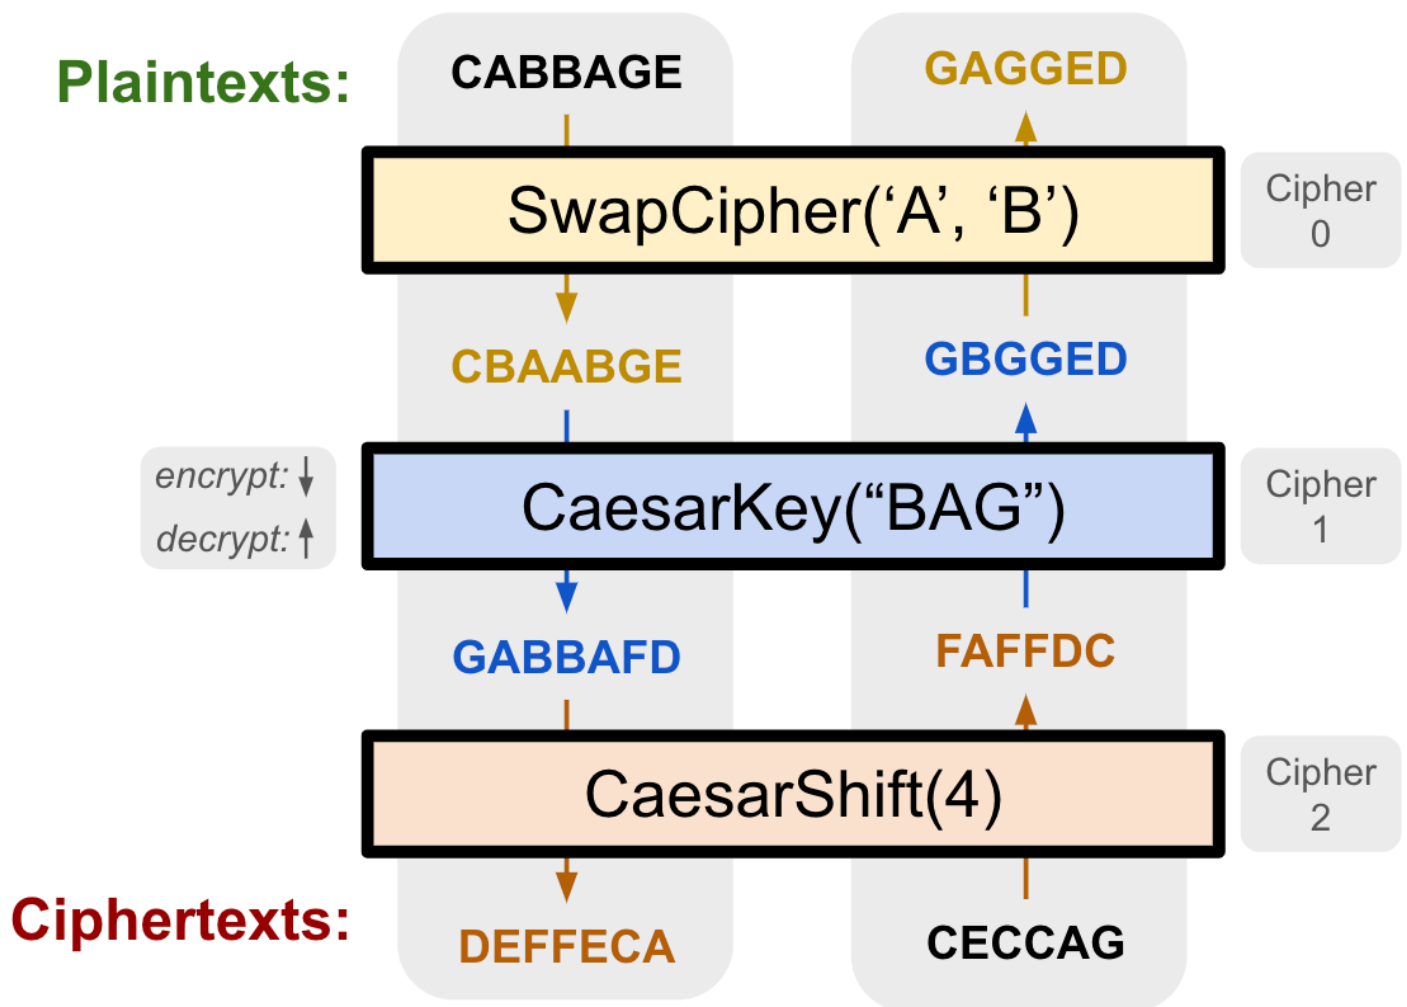 Plaintexts:
CABBAGE
GAGGED
SwapCipher(‘A’, ‘B’)
Cipher
0
CBAABGE
GBGGED
encrypt:
decrypt:
CaesarKey(“BAG”)
Cipher
1
GABBAFD
FAFFDC
CaesarShift(4)
Cipher
2
Ciphertexts:
DEFFECA
CECCAG